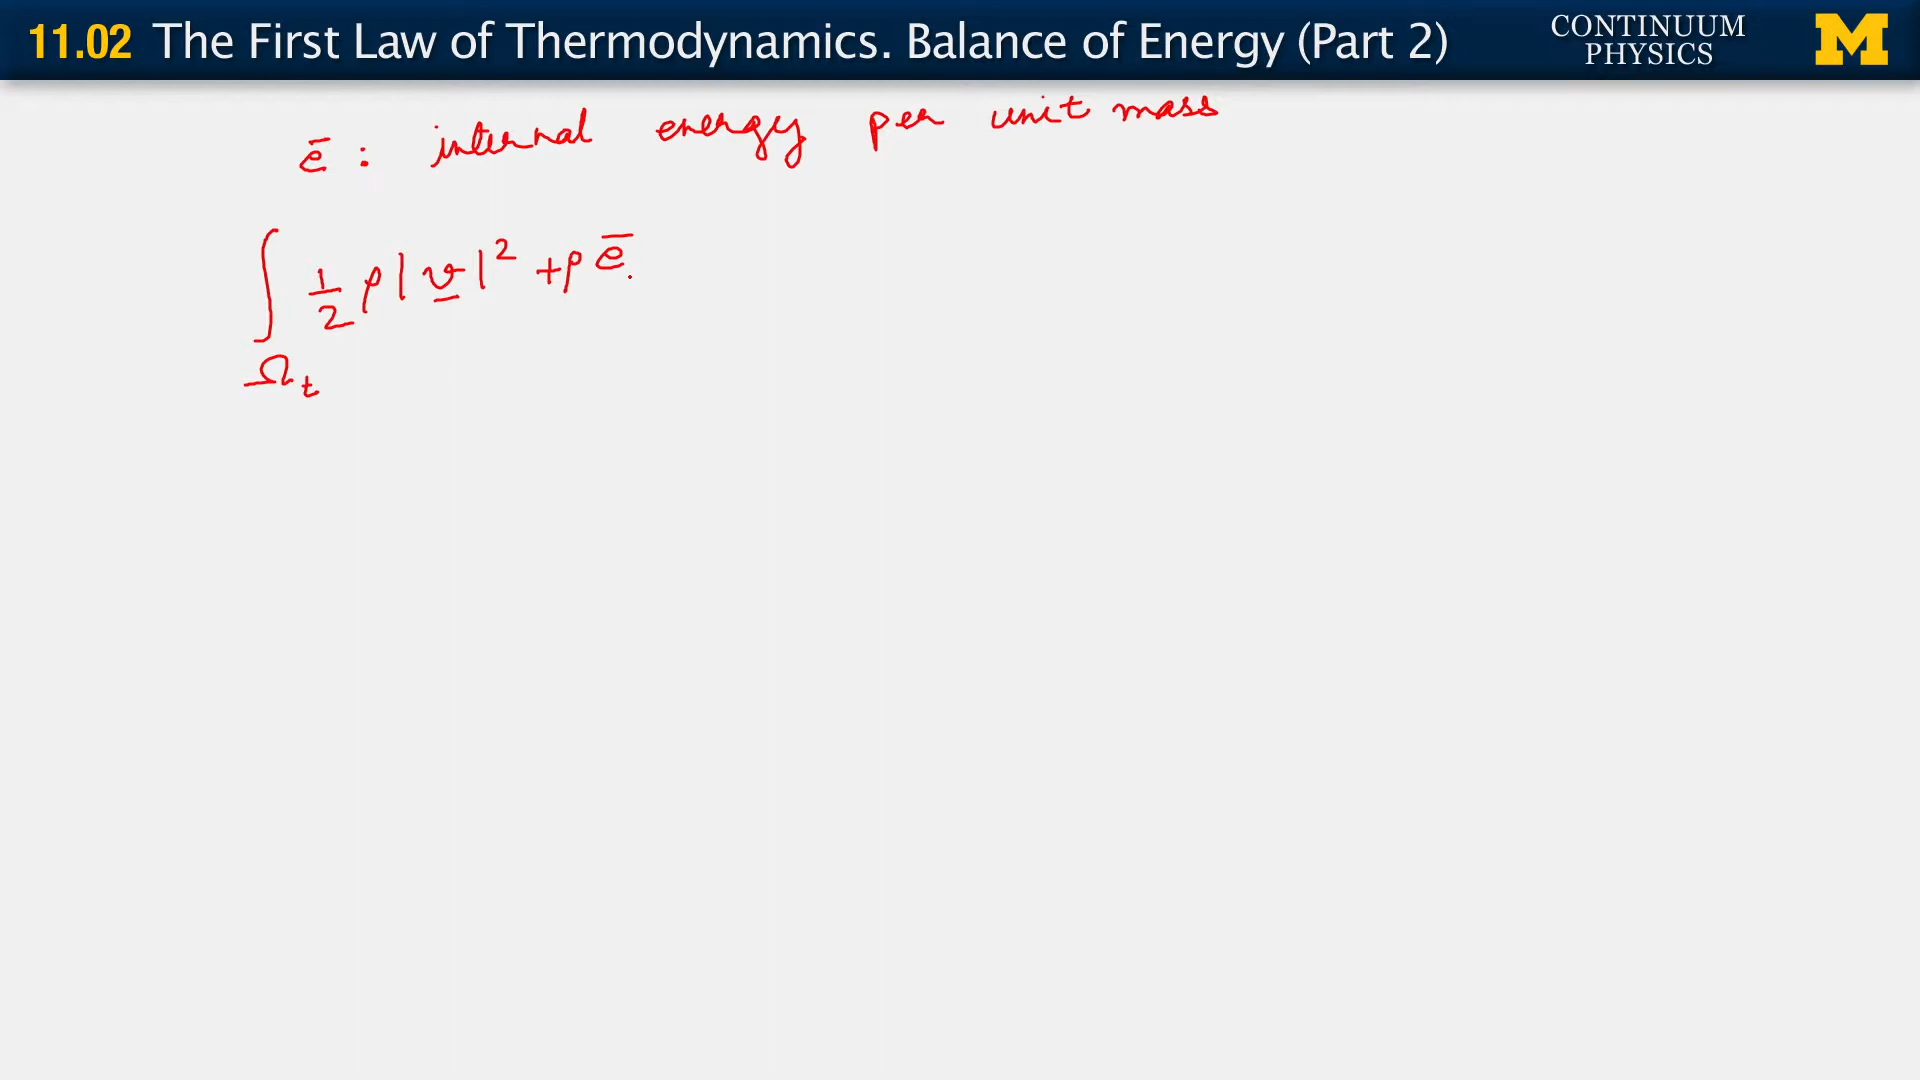 11.02 The First Law of Thermodynamics. Balance of Energy (Part 2)
CONTINUUM
PHYSICS
M
e̅ : internal energy per unit mass
∫ 1/2 ρ|v̲|² + ρ e̅
Ωt